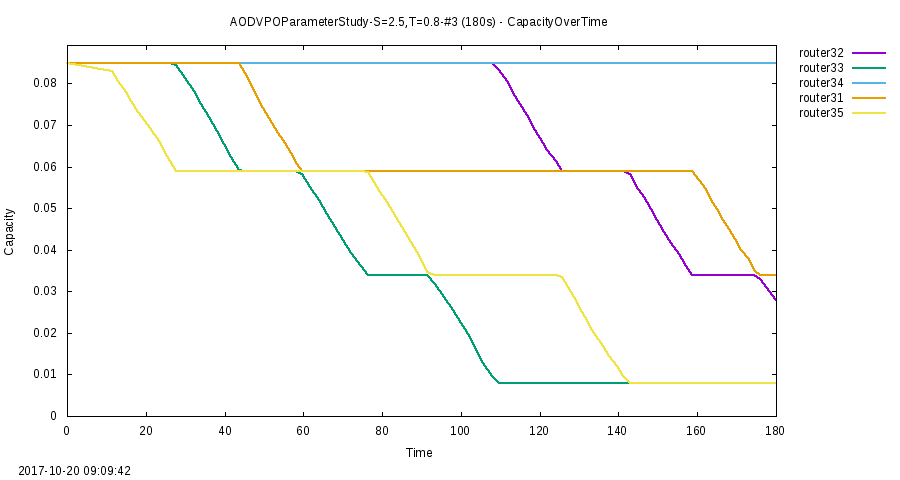 AODVPOParameterStudy-S=2.5,T=0.8-#3 (180s) - CapacityOverTime
router32
router33
router34
router31
router35
0.08
0.07
0.06
0.05
0.04
0.03
0.02
0.01
0
Capacity
0 20 40 60 80 100 120 140 160 180
Time
2017-10-20 09:09:42